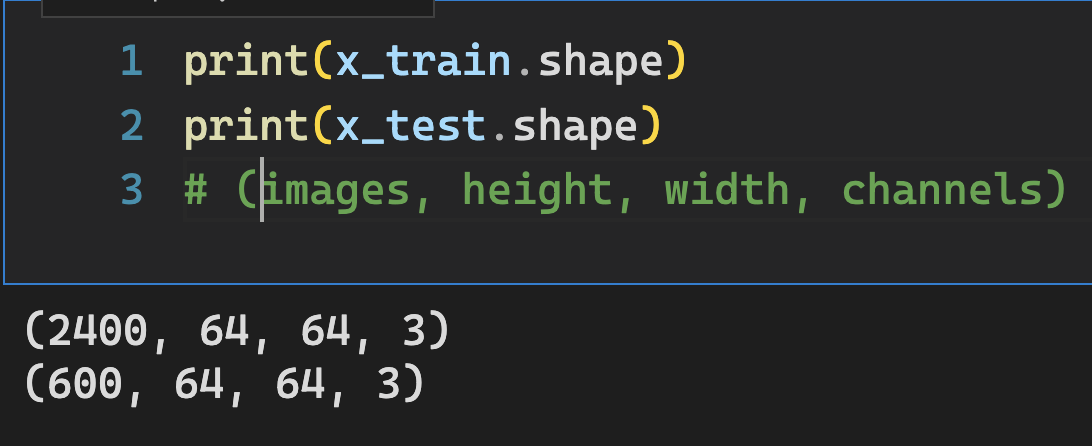 1 print(x_train.shape)
2 print(x_test.shape)
3 # (images, height, width, channels)
(2400, 64, 64, 3)
(600, 64, 64, 3)